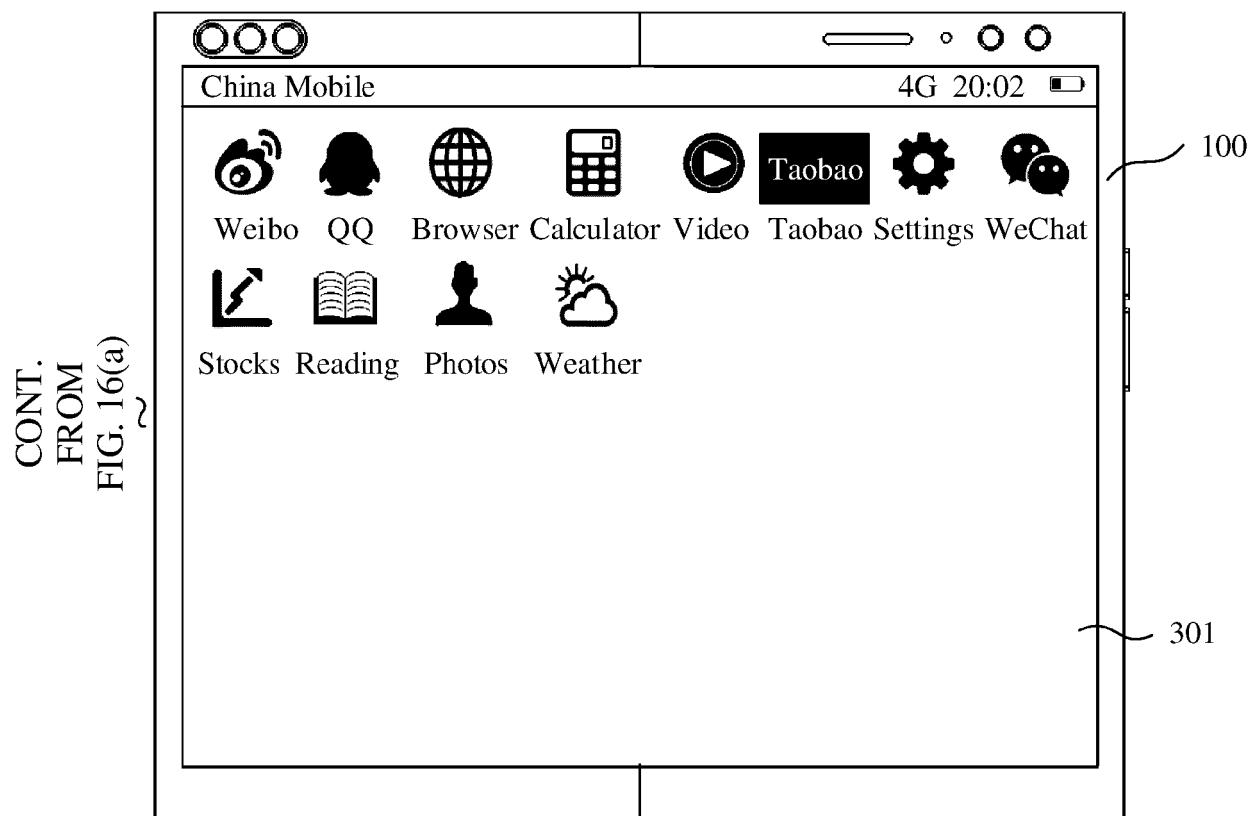 China Mobile 4G 20:02
Taobao
Weibo QQ Browser Calculator Video Taobao Settings WeChat
Stocks Reading Photos Weather
100
301
CONT.
FROM
FIG. 16(a)